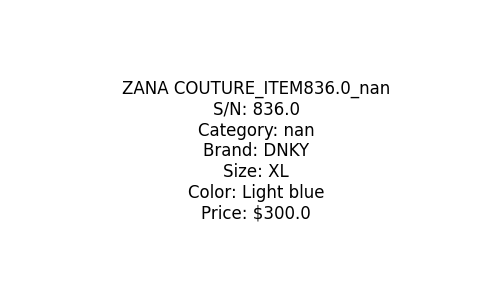 ZANA COUTURE_ITEM836.0_nan
S/N: 836.0
Category: nan
Brand: DNKY
Size: XL
Color: Light blue
Price: $300.0